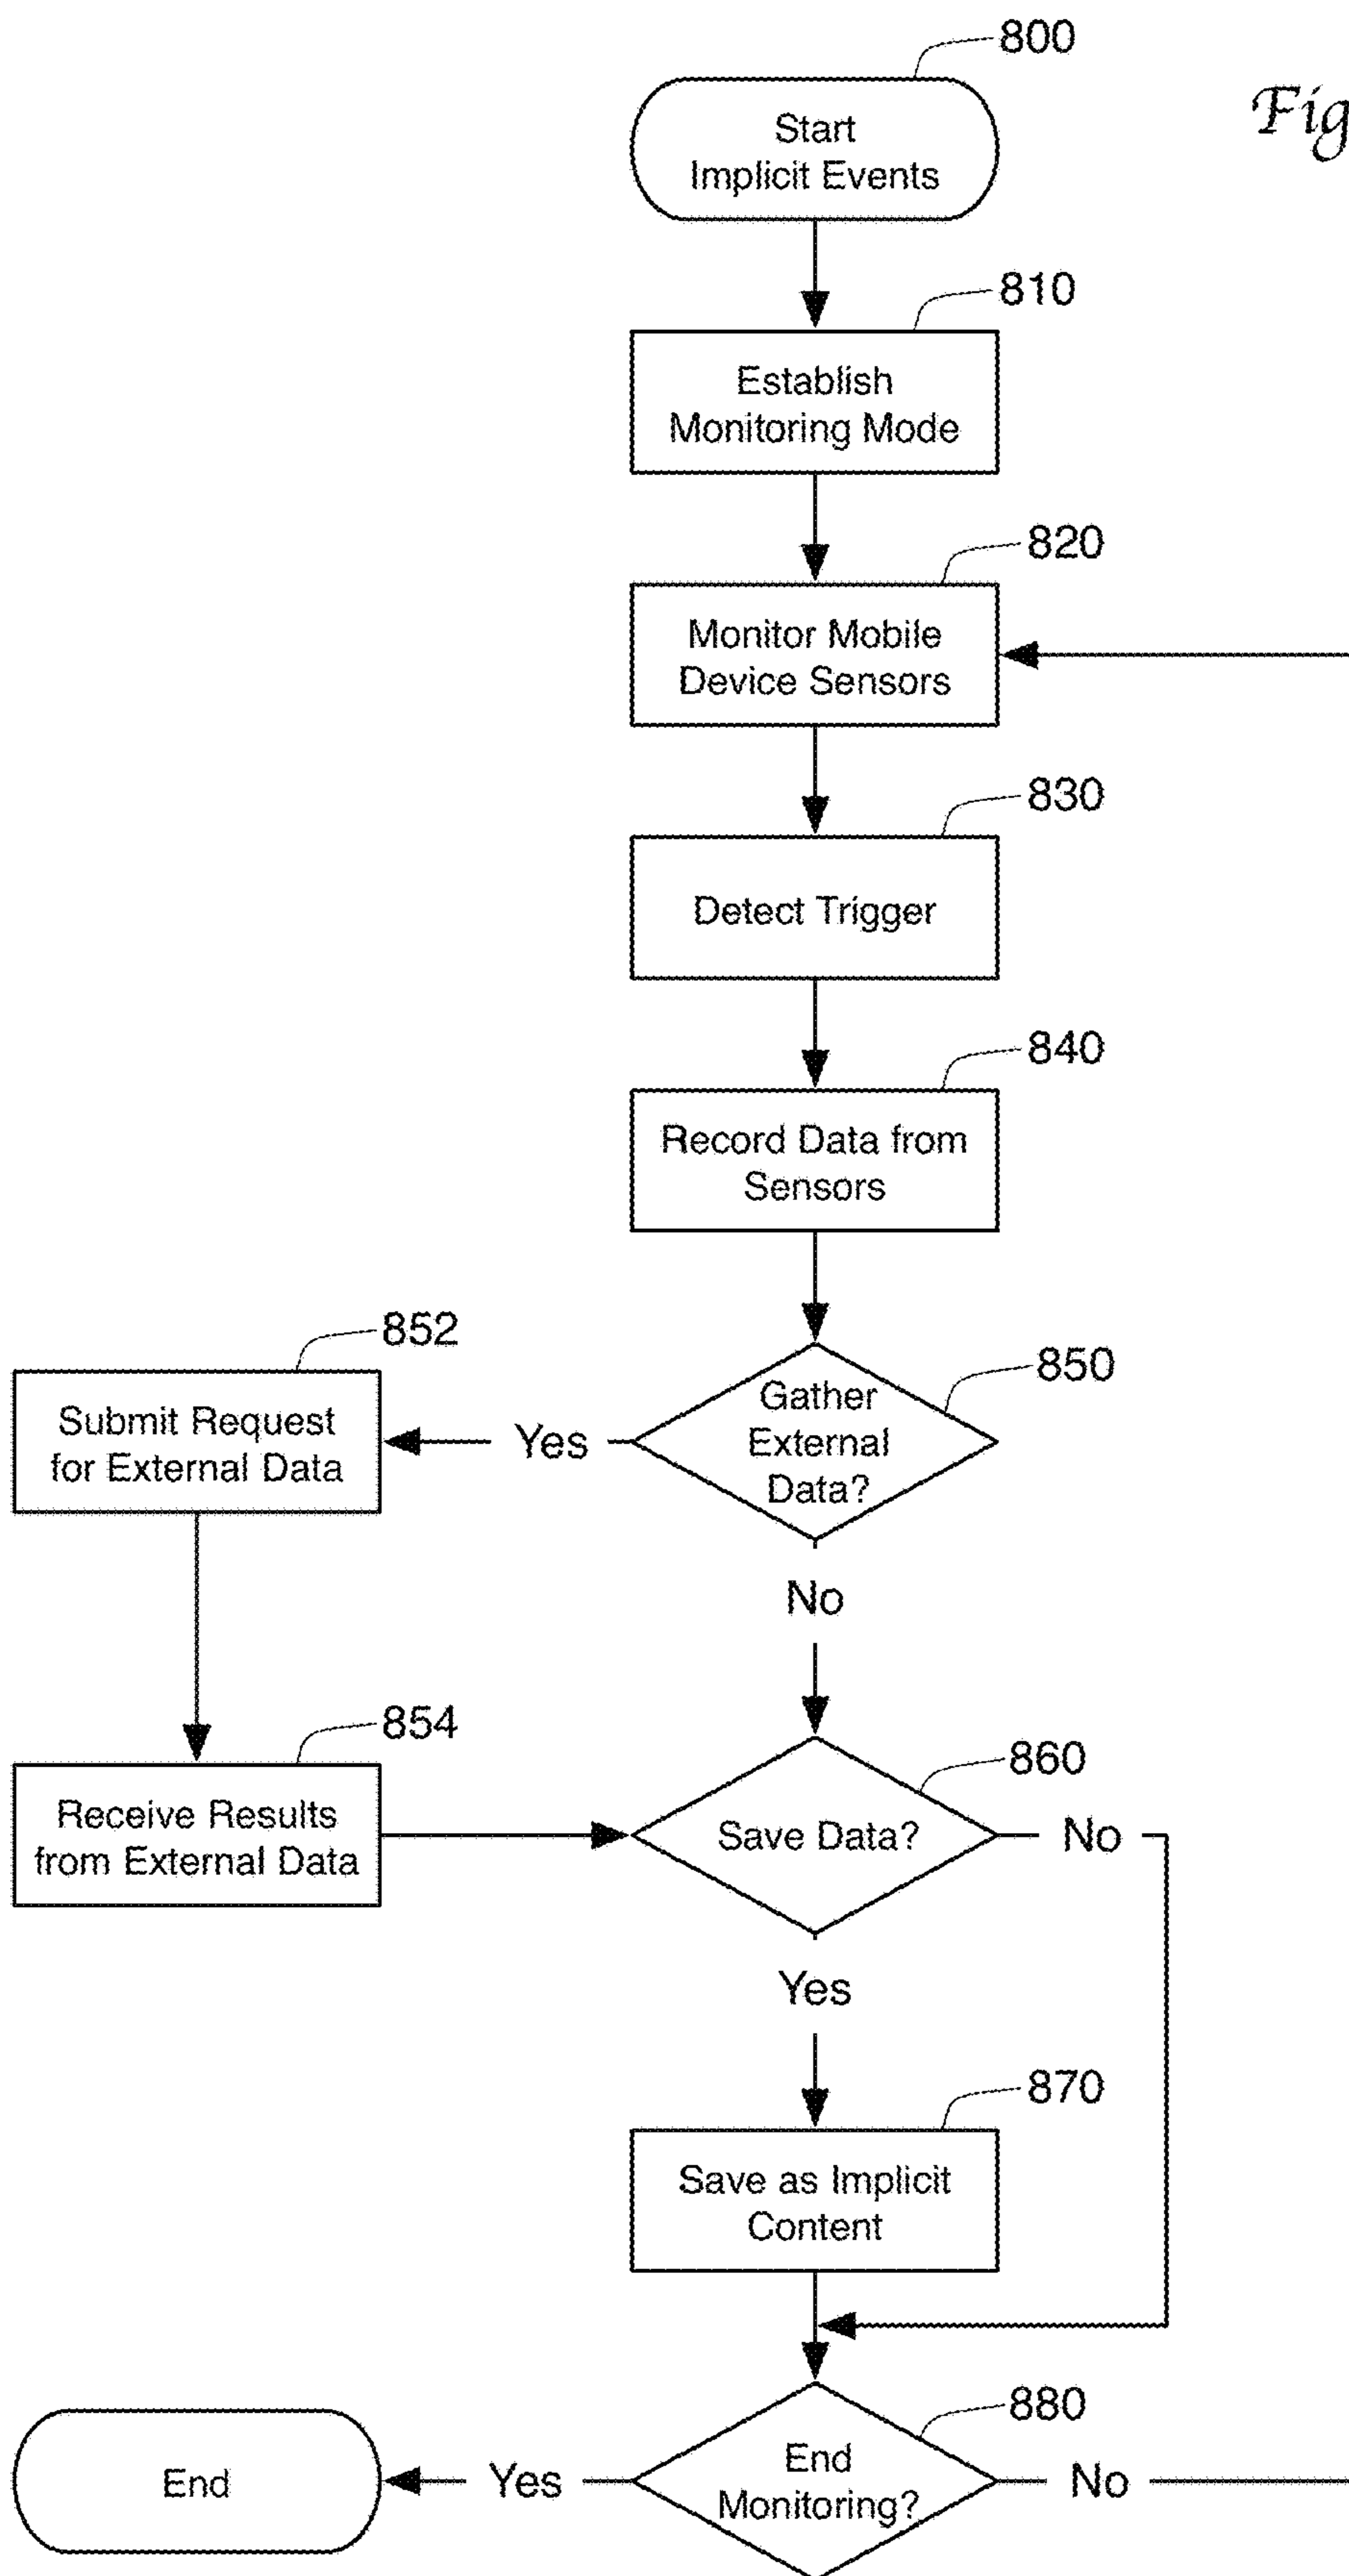 800
Fig
Start
Implicit Events
810
Establish
Monitoring Mode
820
Monitor Mobile
Device Sensors
830
Detect Trigger
840
Record Data from
Sensors
850
Gather
External
Data?
Yes
852
Submit Request
for External Data
No
854
Receive Results
from External Data
860
Save Data?
No
Yes
870
Save as Implicit
Content
880
End
Monitoring?
Yes
End
No